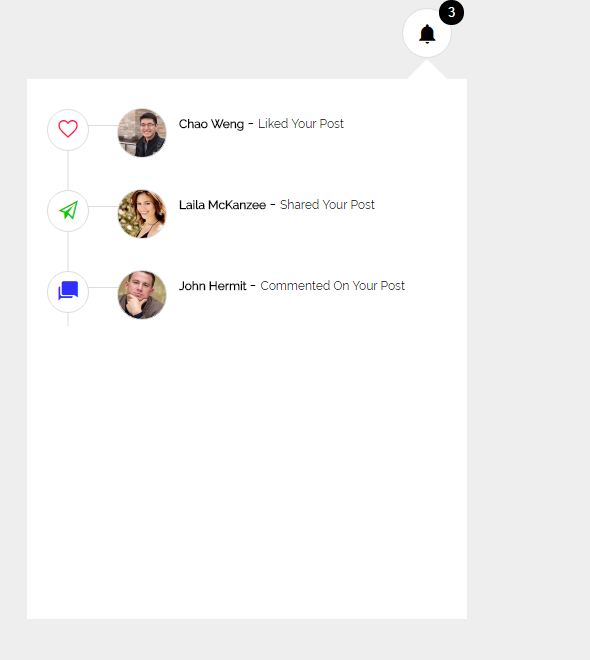 3
Chao Weng - Liked Your Post
Laila McKanzee - Shared Your Post
John Hermit - Commented On Your Post